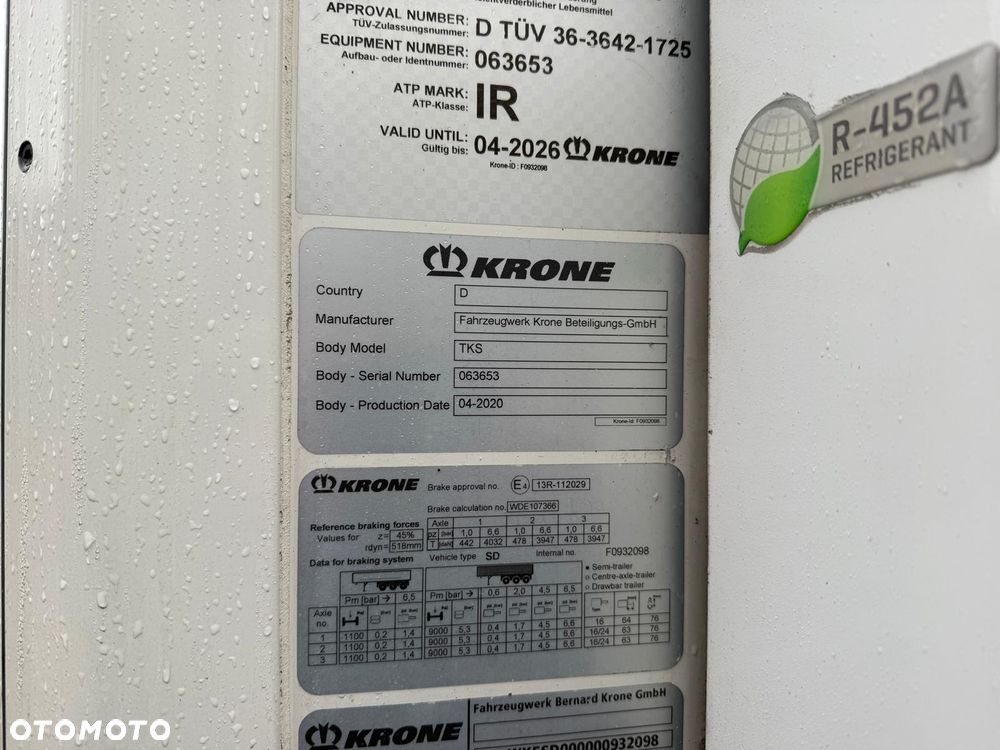 leichtverderblicher Lebensmittel
APPROVAL NUMBER: D TÜV 36-3642-1725
TÜV-Zulassungsnummer:
EQUIPMENT NUMBER: 063653
Aufbau- oder Identnummer:
ATP MARK: IR
ATP-Klasse:
VALID UNTIL: 04-2026 KRONE
Gültig bis:
Krone-ID : F0932098
R-452A
REFRIGERANT
KRONE
Country D
Manufacturer Fahrzeugwerk Krone Beteiligungs-GmbH
Body Model TKS
Body - Serial Number 063653
Body - Production Date 04-2020
Krone-Id: F0932098
KRONE Brake approval no. E4 13R-112029
Brake calculation no. WDE107366
Reference braking forces Axle 1 2 3
Values for z= 45% pz [bar] 1,0 6,6 1,0 6,6 1,0 6,6
rdyn= 518mm T [daN] 442 4032 478 3947 478 3947
Data for braking system Vehicle type SD Internal no. F0932098
Semi-trailer
Centre-axle-trailer
Drawbar trailer
Pm [bar] 6,5 Pm [bar] 0,6 2,0 4,5 6,5
Axle no.
1 1100 0,2 1,4 9000 5,3 0,4 1,7 4,5 6,6 16 64 76
2 1100 0,2 1,4 9000 5,3 0,4 1,7 4,5 6,6 16/24 63 76
3 1100 0,2 1,4 9000 5,3 0,4 1,7 4,5 6,6 16/24 63 76
KRONE Fahrzeugwerk Bernard Krone GmbH
OTOMOTO